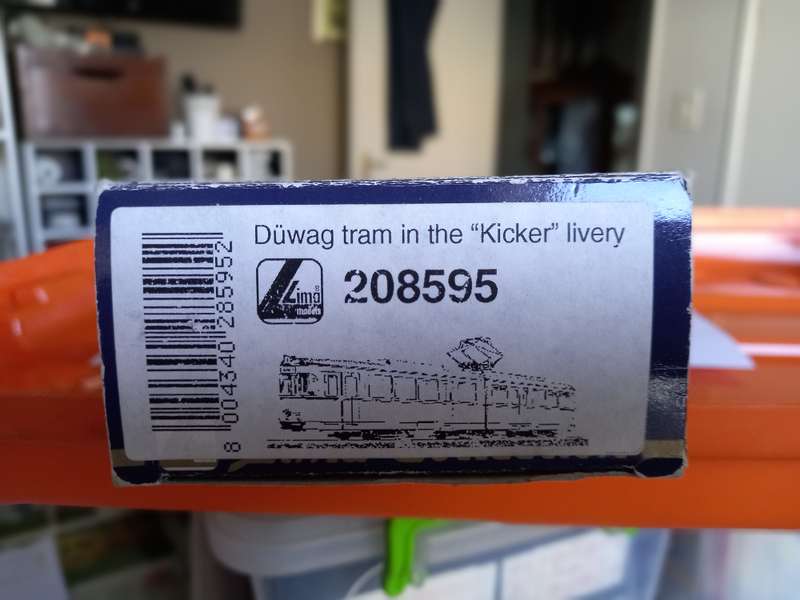 Düwag tram in the “Kicker” livery
Lima®
models
208595
8 004340 285952